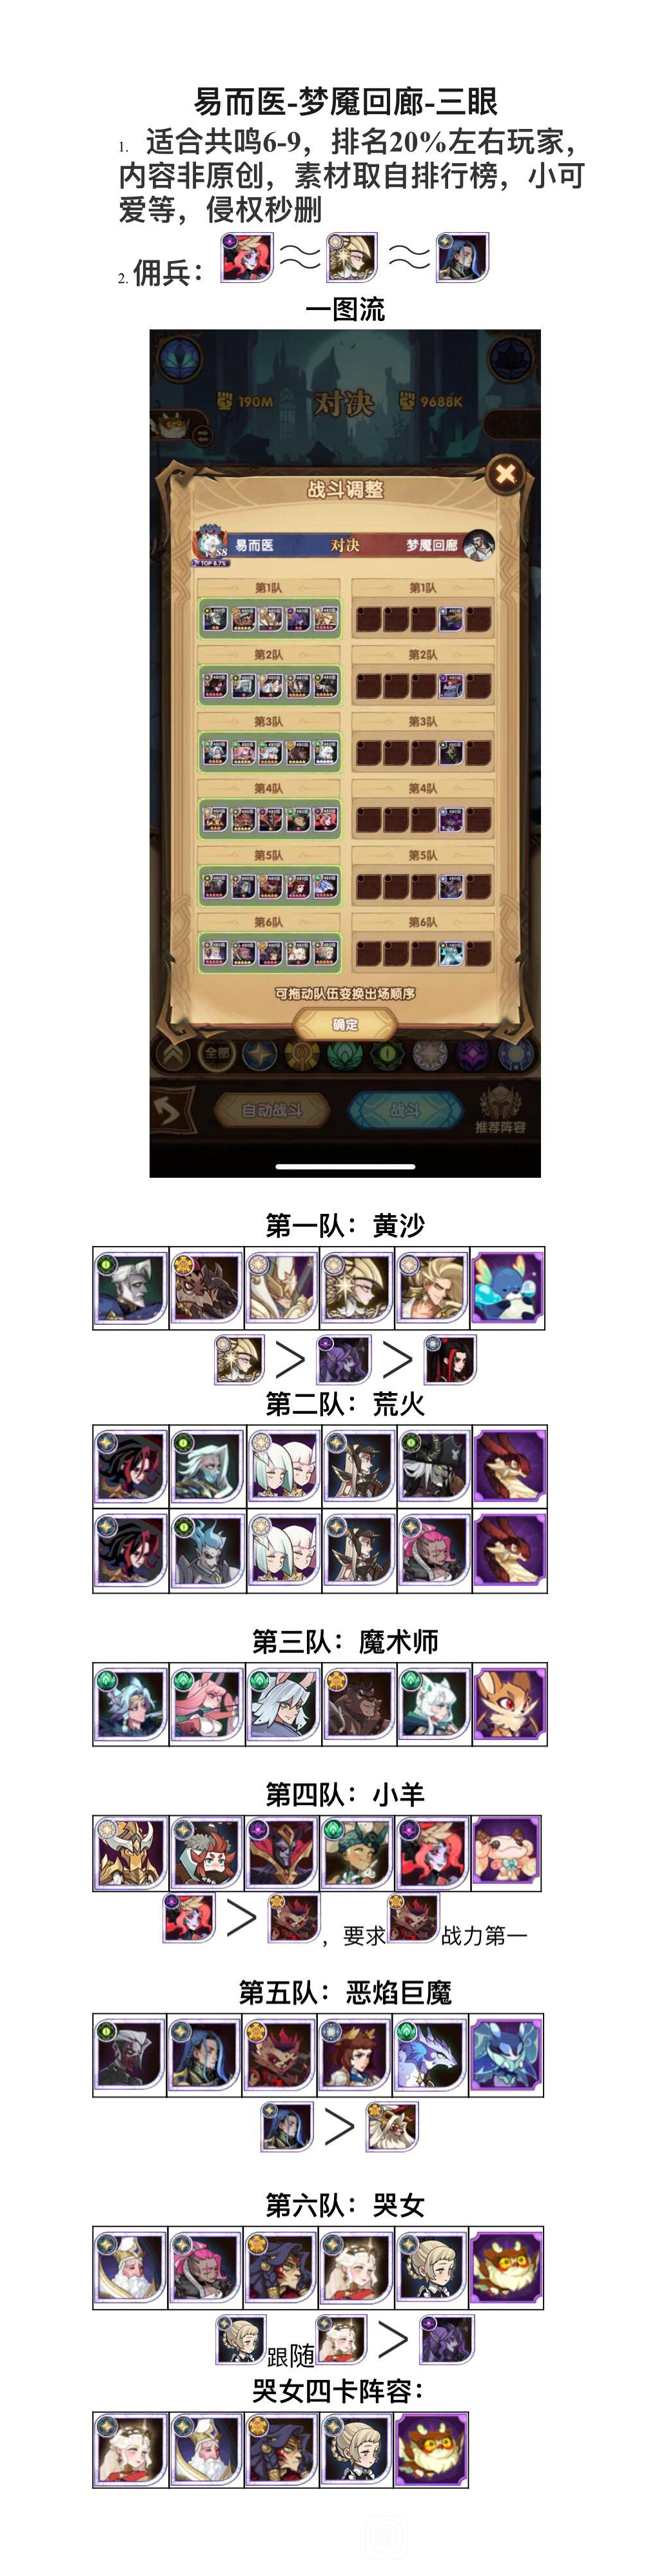 易而医-梦魇回廊-三眼
1. 适合共鸣6-9，排名20%左右玩家，
内容非原创，素材取自排行榜，小可
爱等，侵权秒删
2. 佣兵： ≈ ≈
一图流
190M 对决 9688K
战斗调整
S8 易而医 对决 梦魇回廊
TOP 8.7%
第1队 第1队
第2队 第2队
第3队 第3队
第4队 第4队
第5队 第5队
第6队 第6队
可拖动队伍变换出场顺序
确定
全部
自动战斗 战斗 推荐阵容
第一队：黄沙
> >
第二队：荒火
第三队：魔术师
第四队：小羊
> ，要求 战力第一
第五队：恶焰巨魔
>
第六队：哭女
跟随 >
哭女四卡阵容：